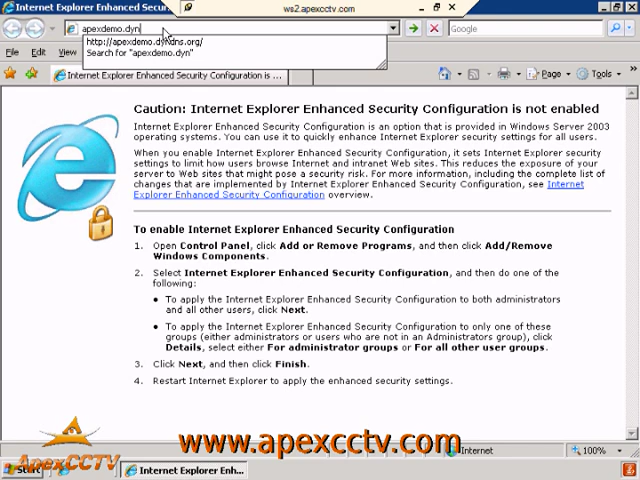 Internet Explorer Enhanced Secur
ws2.apexcctv.com
apexdemo.dyn
Google
http://apexdemo.dyndns.org/
Search for "apexdemo.dyn"
File Edit View
Internet Explorer Enhanced Security Configuration is ...
Page Tools
Caution: Internet Explorer Enhanced Security Configuration is not enabled
Internet Explorer Enhanced Security Configuration is an option that is provided in Windows Server 2003
operating systems. You can use it to quickly enhance Internet Explorer security settings for all users.
When you enable Internet Explorer Enhanced Security Configuration, it sets Internet Explorer security
settings to limit how users browse Internet and intranet Web sites. This reduces the exposure of your
server to Web sites that might pose a security risk. For more information, including the complete list of
changes that are implemented by Internet Explorer Enhanced Security Configuration, see Internet
Explorer Enhanced Security Configuration overview.
To enable Internet Explorer Enhanced Security Configuration
1. Open Control Panel, click Add or Remove Programs, and then click Add/Remove
Windows Components.
2. Select Internet Explorer Enhanced Security Configuration, and then do one of the
following:
• To apply the Internet Explorer Enhanced Security Configuration to both administrators
and all other users, click Next.
• To apply the Internet Explorer Enhanced Security Configuration to only one of these
groups (either administrators or users who are not in an Administrators group), click
Details, select either For administrator groups or For all other user groups.
3. Click Next, and then click Finish.
4. Restart Internet Explorer to apply the enhanced security settings.
www.apexcctv.com
Internet 100%
ApexCCTV
Start
Internet Explorer Enh...